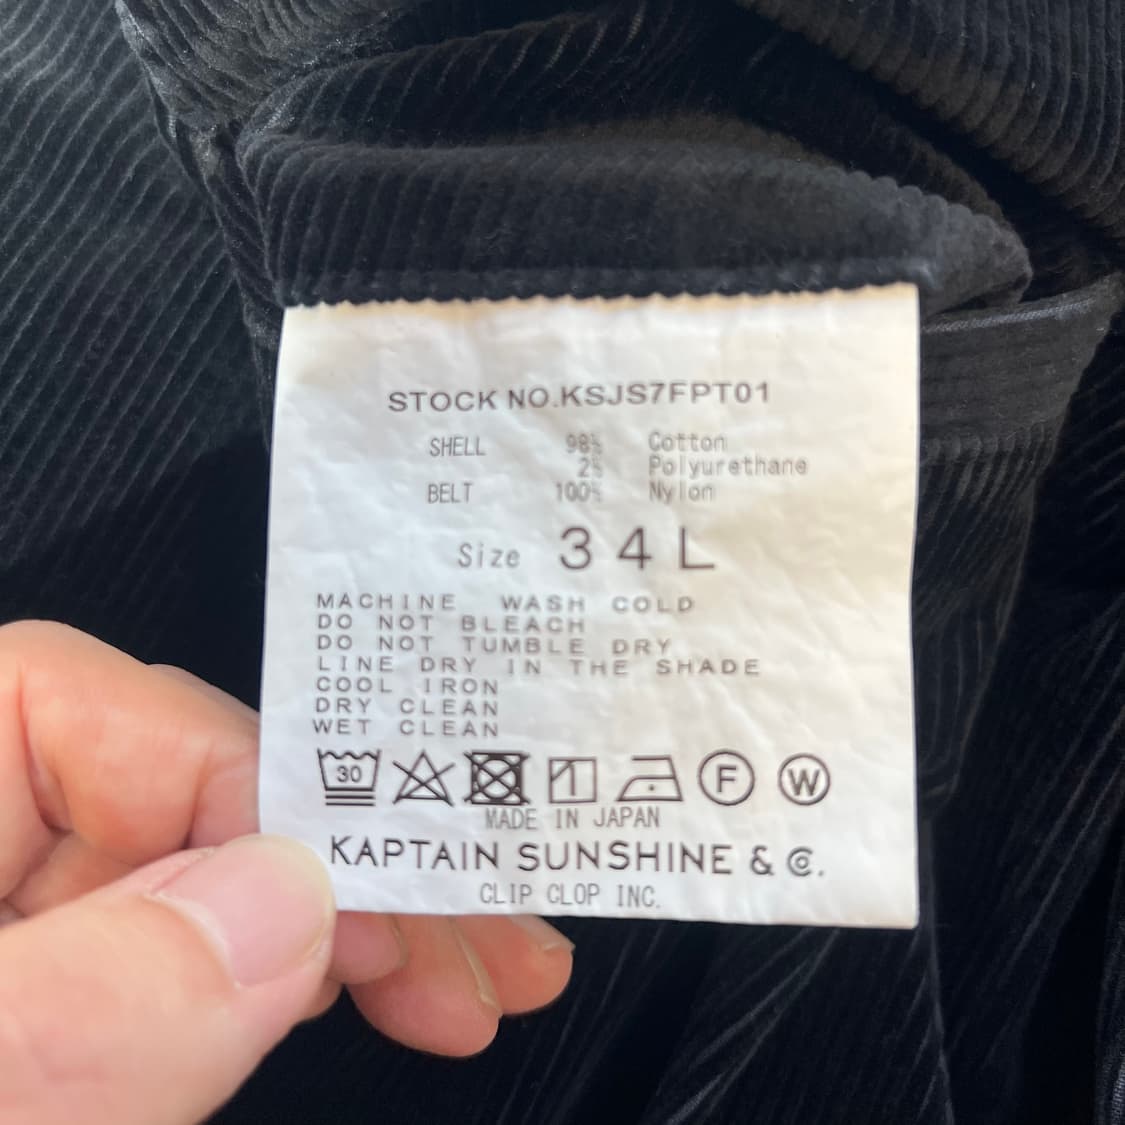 STOCK NO.KSJS7FPT01
SHELL 98% Cotton
2% Polyurethane
BELT 100% Nylon
Size 34L
MACHINE WASH COLD
DO NOT BLEACH
DO NOT TUMBLE DRY
LINE DRY IN THE SHADE
COOL IRON
DRY CLEAN
WET CLEAN
30 F W
MADE IN JAPAN
KAPTAIN SUNSHINE & Co.
CLIP CLOP INC.